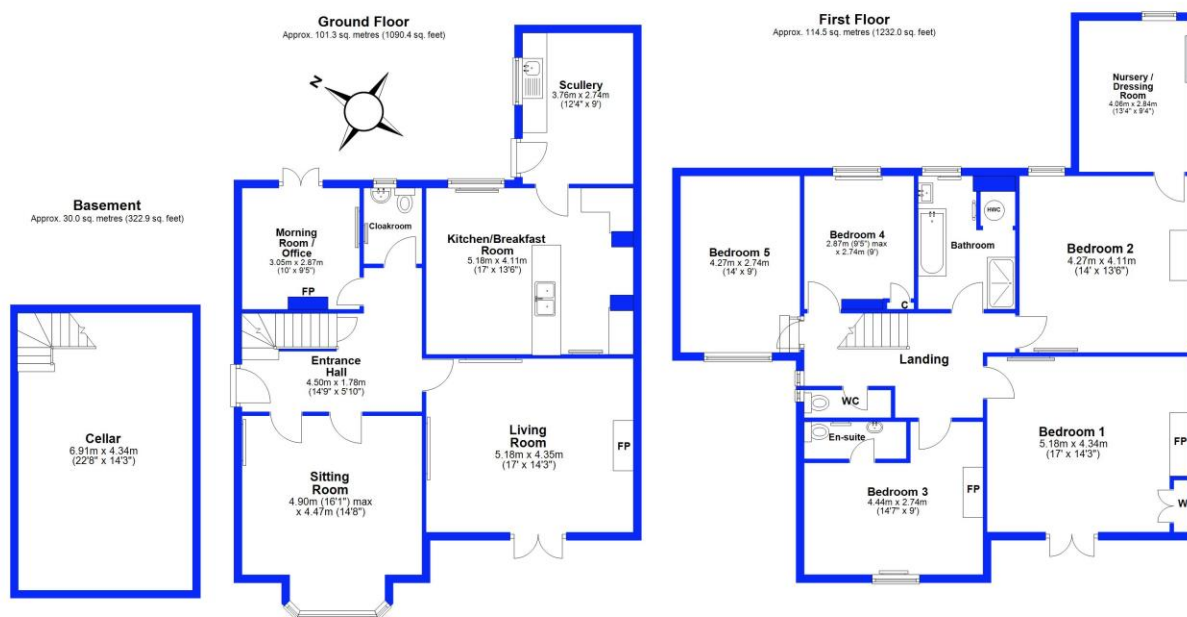 Basement
Approx. 30.0 sq. metres (322.9 sq. feet)
Cellar
6.91m x 4.34m
(22'8" x 14'3")
Ground Floor
Approx. 101.3 sq. metres (1090.4 sq. feet)
N
Scullery
3.76m x 2.74m
(12'4" x 9')
Morning
Room /
Office
3.05m x 2.87m
(10' x 9'5")
FP
Cloakroom
Kitchen/Breakfast
Room
5.18m x 4.11m
(17' x 13'6")
Entrance
Hall
4.50m x 1.78m
(14'9" x 5'10")
Sitting
Room
4.90m (16'1") max
x 4.47m (14'8")
Living
Room
5.18m x 4.35m
(17' x 14'3")
FP
First Floor
Approx. 114.5 sq. metres (1232.0 sq. feet)
Nursery /
Dressing
Room
4.06m x 2.84m
(13'4" x 9'4")
Bedroom 5
4.27m x 2.74m
(14' x 9')
Bedroom 4
2.87m (9'5") max
x 2.74m (9')
C
HWC
Bathroom
Bedroom 2
4.27m x 4.11m
(14' x 13'6")
Landing
WC
En-suite
Bedroom 3
4.44m x 2.74m
(14'7" x 9')
FP
Bedroom 1
5.18m x 4.34m
(17' x 14'3")
FP
W